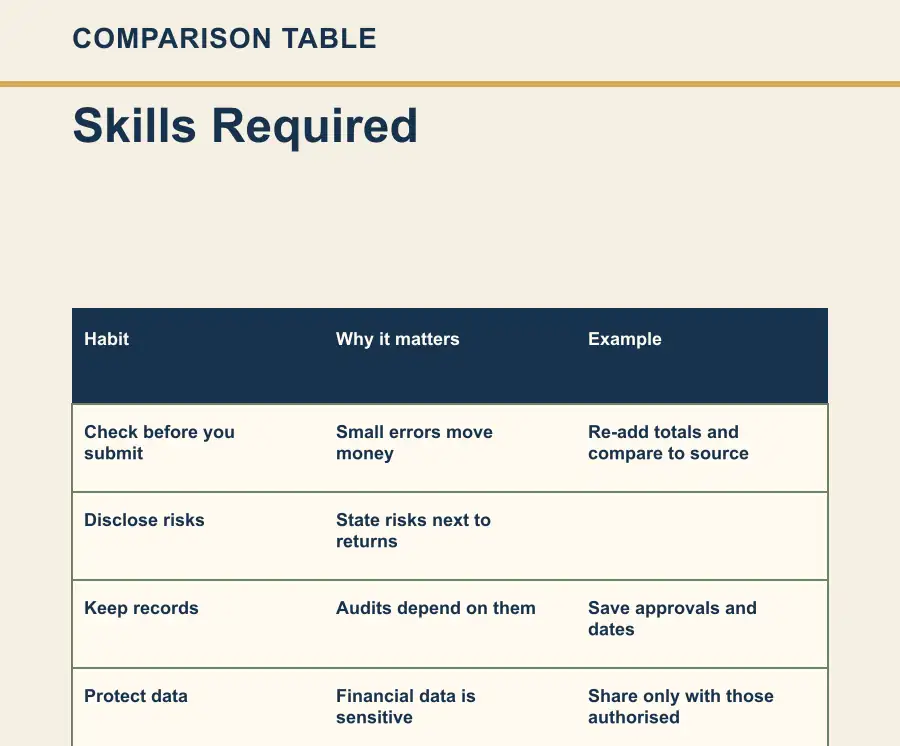 COMPARISON TABLE
Skills Required
Habit
Why it matters
Example
Check before you
submit
Small errors move
money
Re-add totals and
compare to source
Disclose risks
State risks next to
returns
Keep records
Audits depend on them
Save approvals and
dates
Protect data
Financial data is
sensitive
Share only with those
authorised